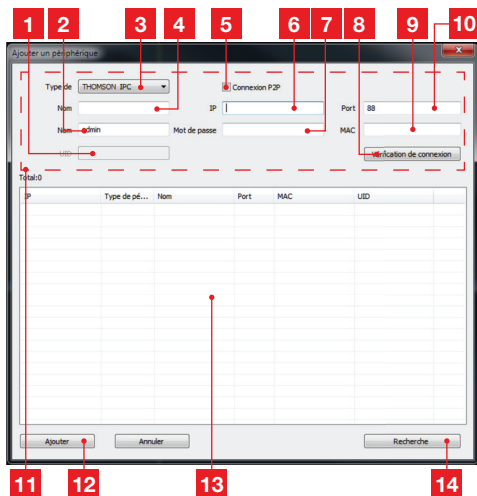 1 2 3 4 5 6 7 8 9 10
Ajouter un périphérique
Type de THOMSON IPC Connexion P2P
Nom IP Port 88
Nom admin Mot de passe MAC
UID Vérification de connexion
Total:0
IP Type de pé... Nom Port MAC UID
Ajouter Annuler Recherche
11 12 13 14